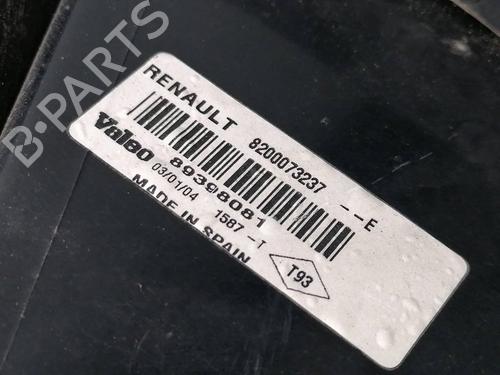 RENAULT 8200073237 --E
Valeo 89398081
03/01/04 1587 -T
MADE IN SPAIN
T93
B-PARTS